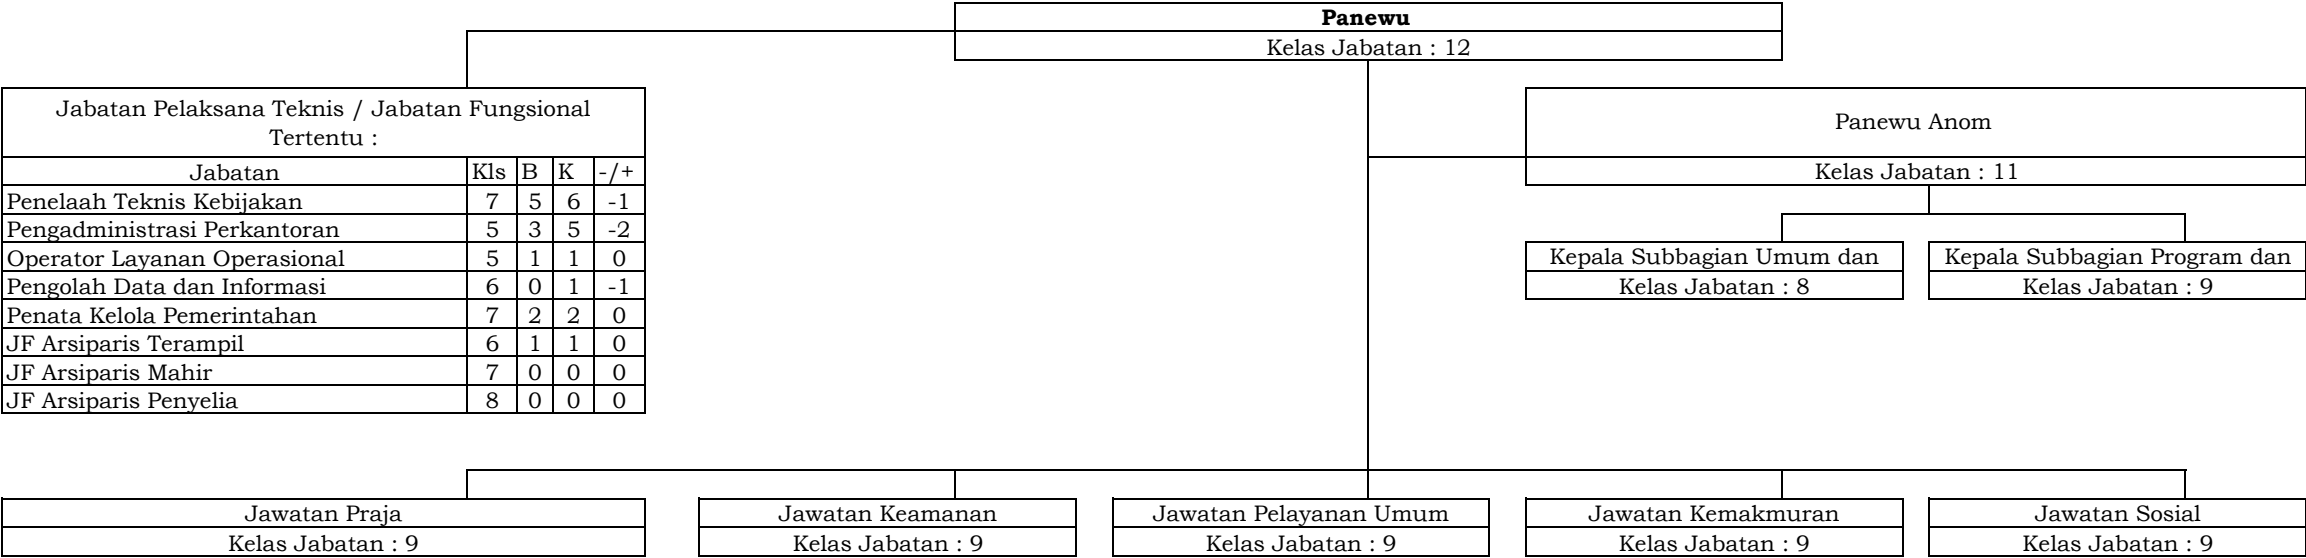 Panewu
Kelas Jabatan : 12
Jabatan Pelaksana Teknis / Jabatan Fungsional
Tertentu :
Jabatan Kls B K -/+
Penelaah Teknis Kebijakan 7 5 6 -1
Pengadministrasi Perkantoran 5 3 5 -2
Operator Layanan Operasional 5 1 1 0
Pengolah Data dan Informasi 6 0 1 -1
Penata Kelola Pemerintahan 7 2 2 0
JF Arsiparis Terampil 6 1 1 0
JF Arsiparis Mahir 7 0 0 0
JF Arsiparis Penyelia 8 0 0 0
Panewu Anom
Kelas Jabatan : 11
Kepala Subbagian Umum dan
Kelas Jabatan : 8
Kepala Subbagian Program dan
Kelas Jabatan : 9
Jawatan Praja
Kelas Jabatan : 9
Jawatan Keamanan
Kelas Jabatan : 9
Jawatan Pelayanan Umum
Kelas Jabatan : 9
Jawatan Kemakmuran
Kelas Jabatan : 9
Jawatan Sosial
Kelas Jabatan : 9